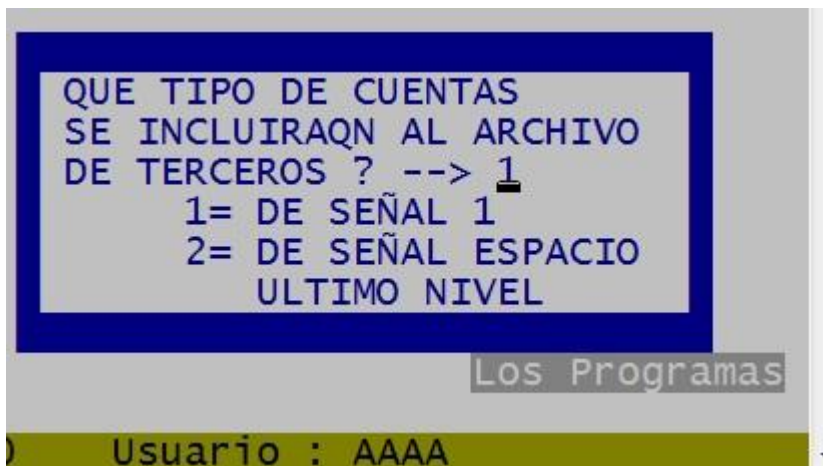 QUE TIPO DE CUENTAS
SE INCLUIRAQN AL ARCHIVO
DE TERCEROS ? --> 1
1= DE SEÑAL 1
2= DE SEÑAL ESPACIO
ULTIMO NIVEL
Los Programas
Usuario : AAAA